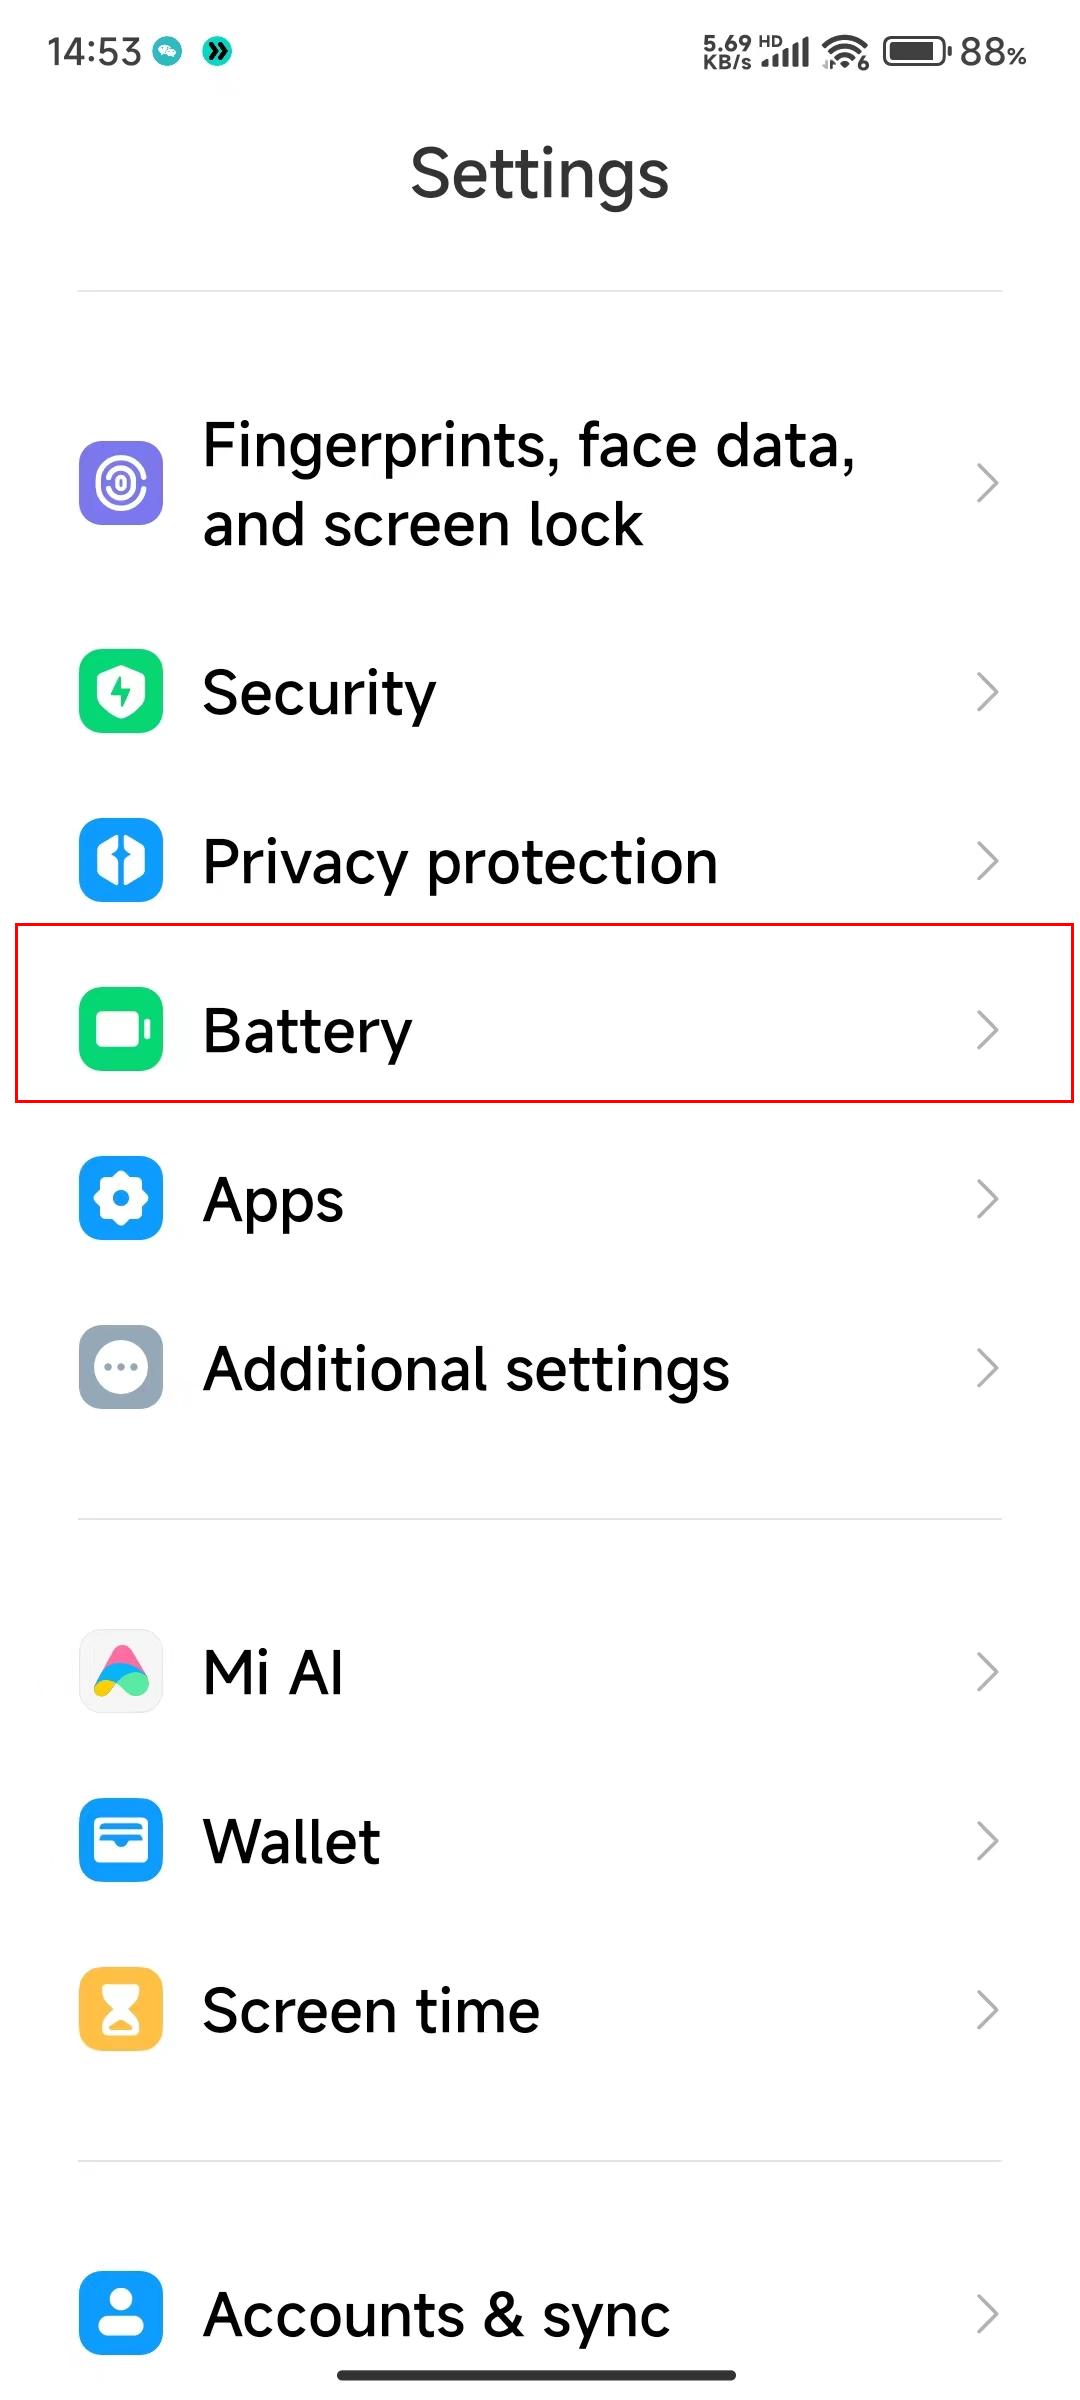 14:53 5.69 KB/s HD 6 88%
Settings
Fingerprints, face data,
and screen lock
Security
Privacy protection
Battery
Apps
Additional settings
Mi AI
Wallet
Screen time
Accounts & sync